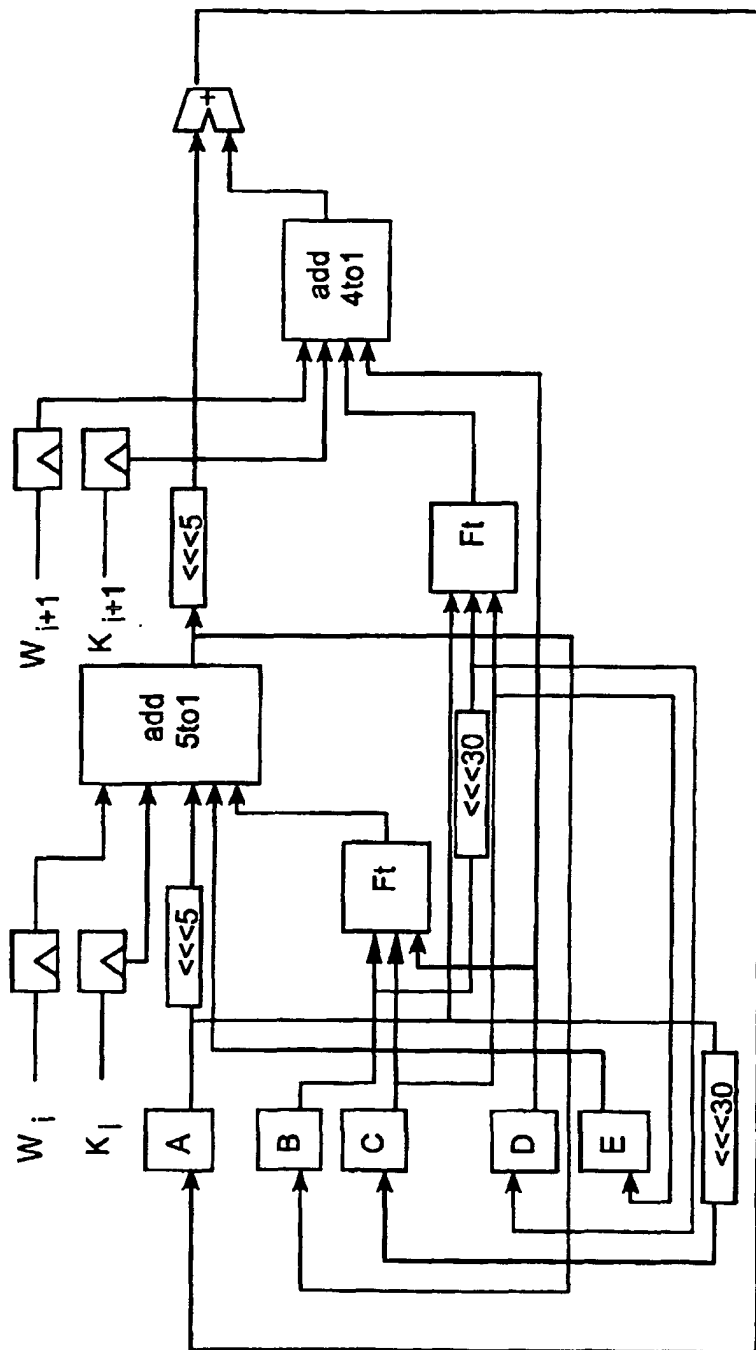 W i
K i
A
B
C
D
E
<<<30
<<<5
Ft
add
5to1
<<<30
W i+1
K i+1
<<<5
Ft
add
4to1
+